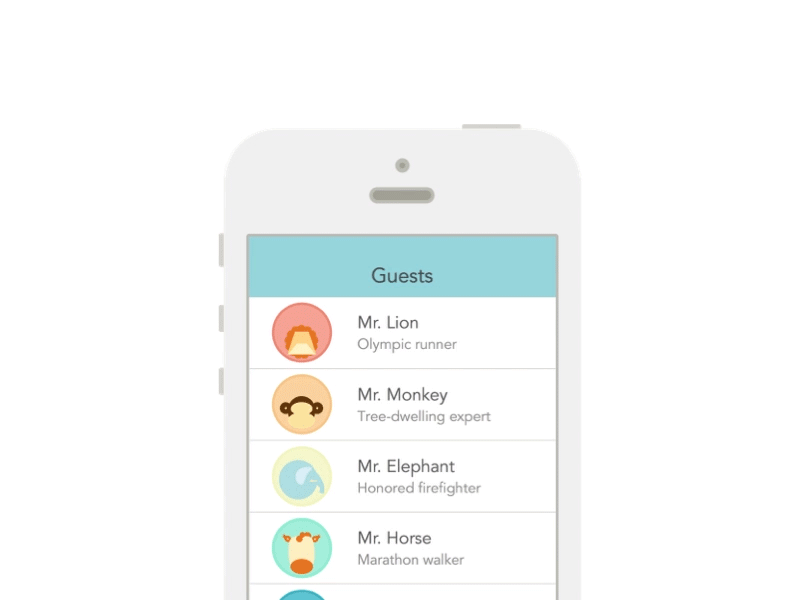 Guests
Mr. Lion
Olympic runner
Mr. Monkey
Tree-dwelling expert
Mr. Elephant
Honored firefighter
Mr. Horse
Marathon walker